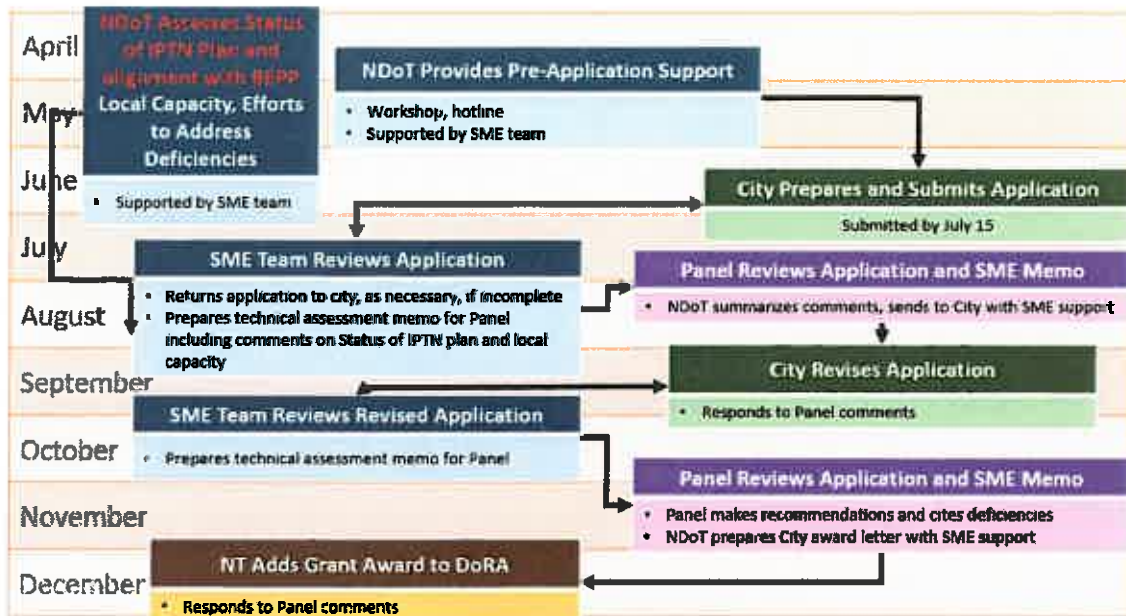 April
May
June
July
August
September
October
November
December
NDoT Assesses Status
of IPTN Plan and
alignment with BEPP
Local Capacity, Efforts
to Address
Deficiencies
• Supported by SME team
NDoT Provides Pre-Application Support
• Workshop, hotline
• Supported by SME team
City Prepares and Submits Application
Submitted by July 15
SME Team Reviews Application
• Returns application to city, as necessary, if incomplete
• Prepares technical assessment memo for Panel
including comments on Status of IPTN plan and local
capacity
Panel Reviews Application and SME Memo
• NDoT summarizes comments, sends to City with SME support
City Revises Application
• Responds to Panel comments
SME Team Reviews Revised Application
• Prepares technical assessment memo for Panel
Panel Reviews Application and SME Memo
• Panel makes recommendations and cites deficiencies
• NDoT prepares City award letter with SME support
NT Adds Grant Award to DoRA
• Responds to Panel comments